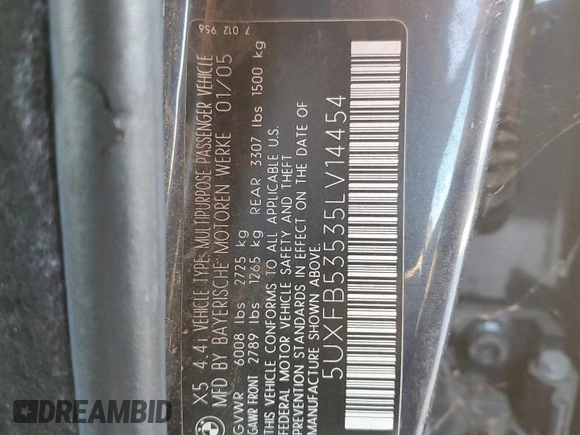 7 012 956
X5 4.4i VEHICLE TYPE: MULTIPURPOSE PASSENGER VEHICLE
MFD BY BAYERISCHE MOTOREN WERKE 01/05
GVWR 6008 lbs 2725 kg
GAWR FRONT 2789 lbs 1265 kg REAR 3307 lbs 1500 kg
THIS VEHICLE CONFORMS TO ALL APPLICABLE U.S.
FEDERAL MOTOR VEHICLE SAFETY AND THEFT
PREVENTION STANDARDS IN EFFECT ON THE DATE OF
MANUFACTURE SHOWN ABOVE
5UXFB53535LV14454
DREAMBID